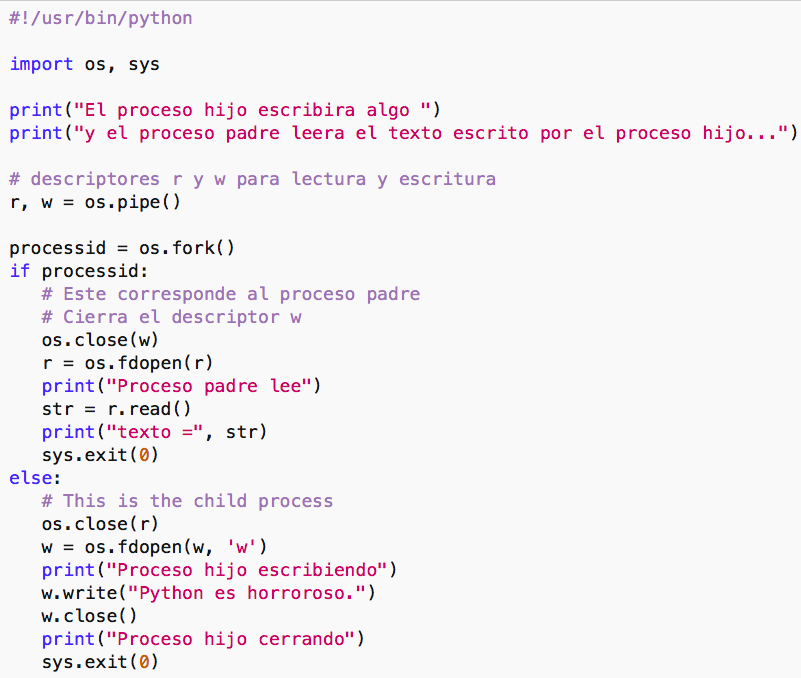 #!/usr/bin/python
import os, sys
print("El proceso hijo escribira algo ")
print("y el proceso padre leera el texto escrito por el proceso hijo...")
# descriptores r y w para lectura y escritura
r, w = os.pipe()
processid = os.fork()
if processid:
   # Este corresponde al proceso padre
   # Cierra el descriptor w
   os.close(w)
   r = os.fdopen(r)
   print("Proceso padre lee")
   str = r.read()
   print("texto =", str)
   sys.exit(0)
else:
   # This is the child process
   os.close(r)
   w = os.fdopen(w, 'w')
   print("Proceso hijo escribiendo")
   w.write("Python es horroroso.")
   w.close()
   print("Proceso hijo cerrando")
   sys.exit(0)